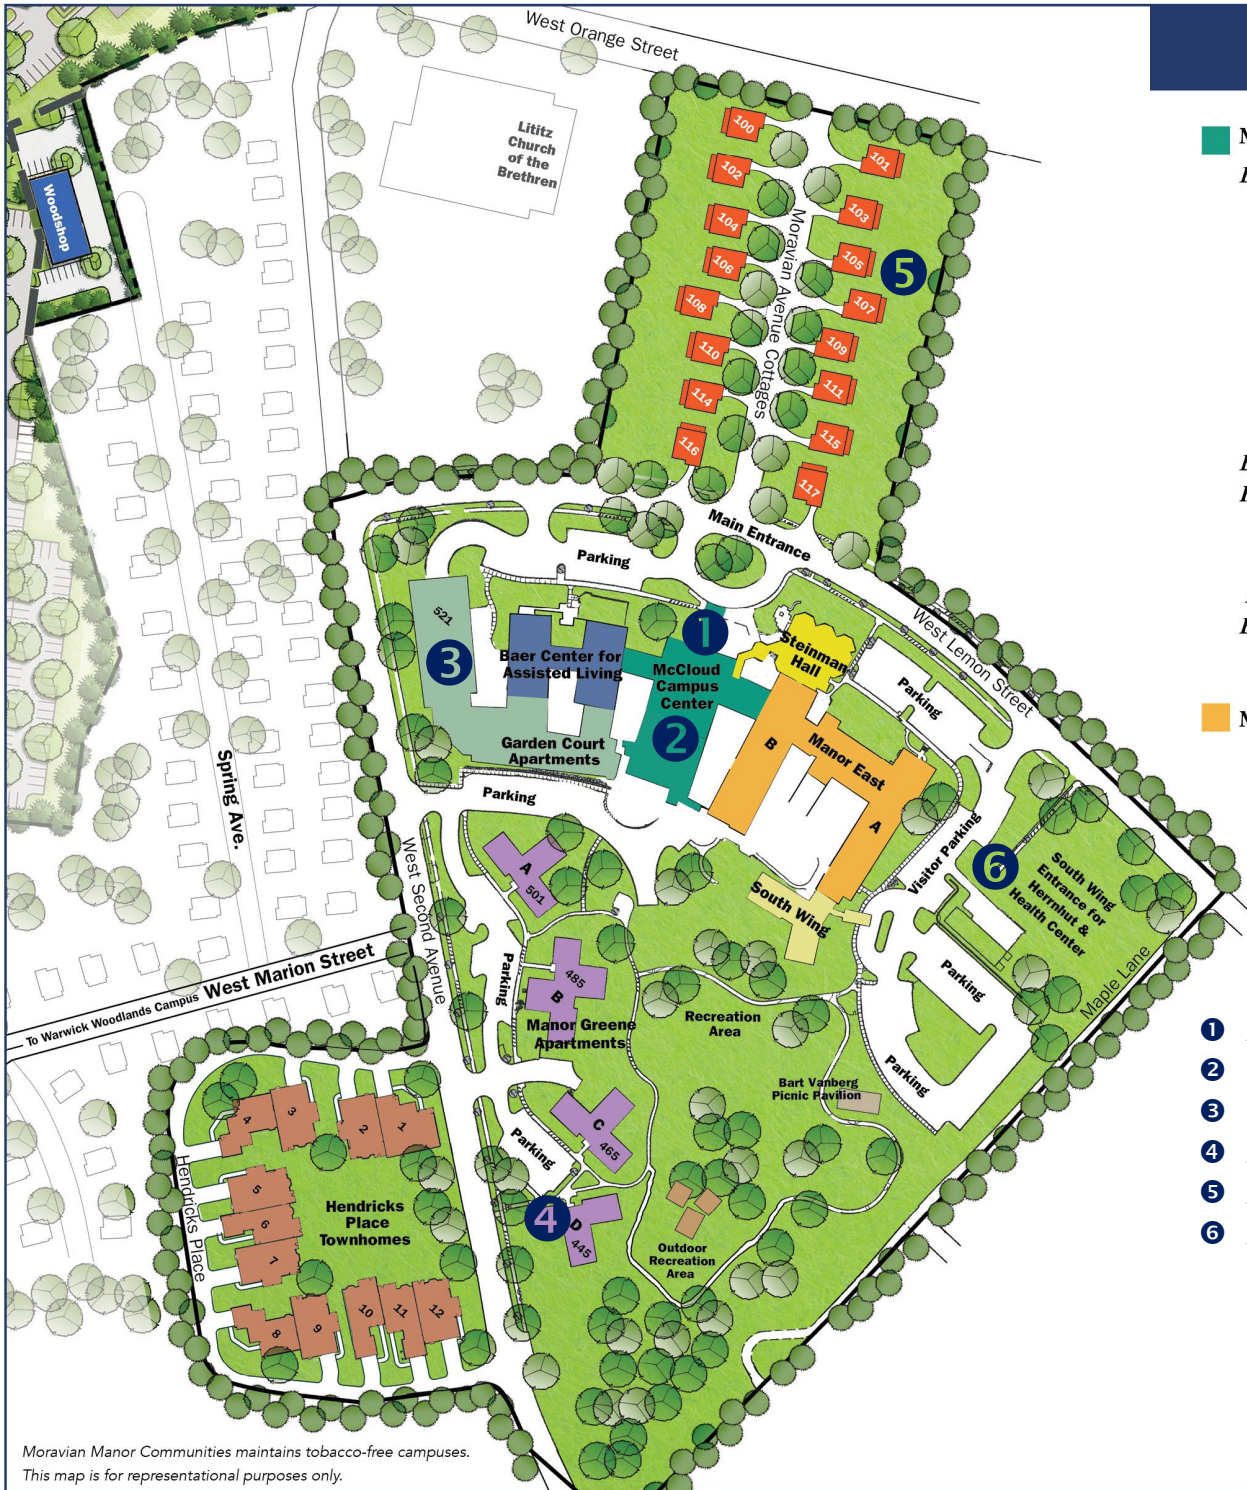 West Orange Street
Lititz
Church
of the
Brethren
Woodshop
100
101
102
103
104
105
106
107
108
109
110
111
114
115
116
117
Moravian Avenue Cottages
5
Main Entrance
Parking
521
3
Baer Center for
Assisted Living
1
McCloud
Campus
Center
2
Steinman
Hall
West Lemon Street
Parking
B
Manor East
A
Garden Court
Apartments
Parking
Spring Ave.
West Second Avenue
A
501
Visitor Parking
6
South Wing
Entrance for
Herrnhut &
Health Center
South Wing
To Warwick Woodlands Campus West Marion Street
Parking
485
B
Manor Greene
Apartments
Recreation
Area
Parking
Maple Lane
Parking
Bart Vanberg
Picnic Pavilion
C
465
Parking
4
D
445
Outdoor
Recreation
Area
Hendricks Place
4
3
2
1
5
6
7
8
9
10
11
12
Hendricks
Place
Townhomes
Moravian Manor Communities maintains tobacco-free campuses.
This map is for representational purposes only.
M
M
1
2
3
4
5
6